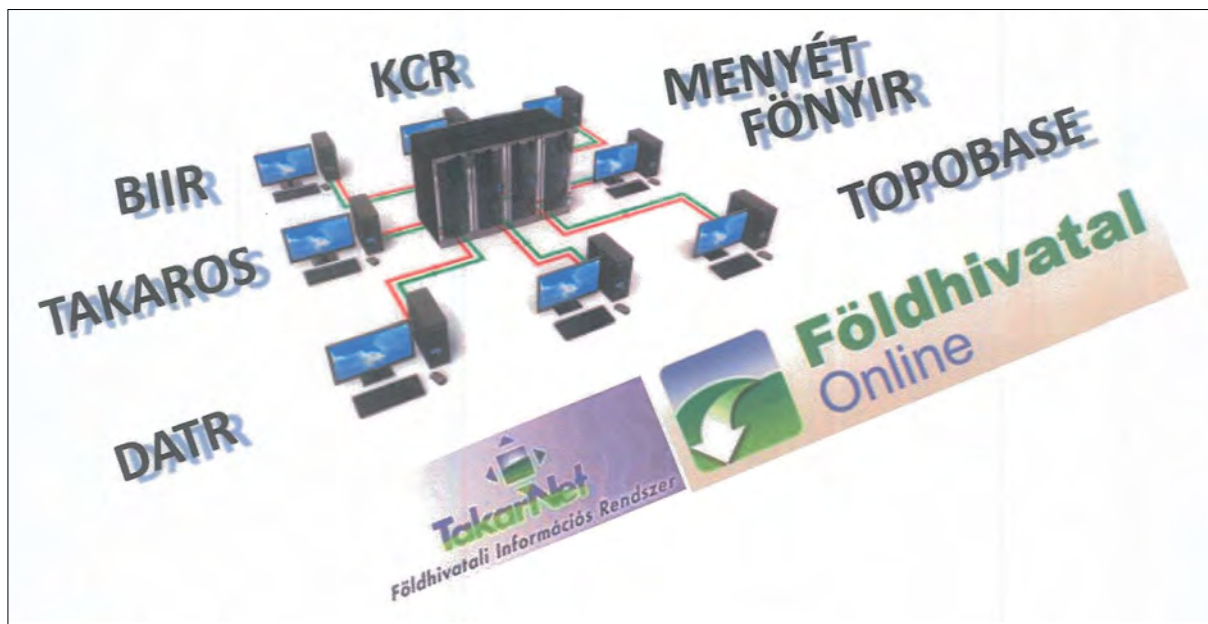 KCR
MENYÉT
FÖNYIR
BIIR
TOPOBASE
TAKAROS
Földhivatal
Online
DATR
TakarNet
Földhivatali Információs Rendszer